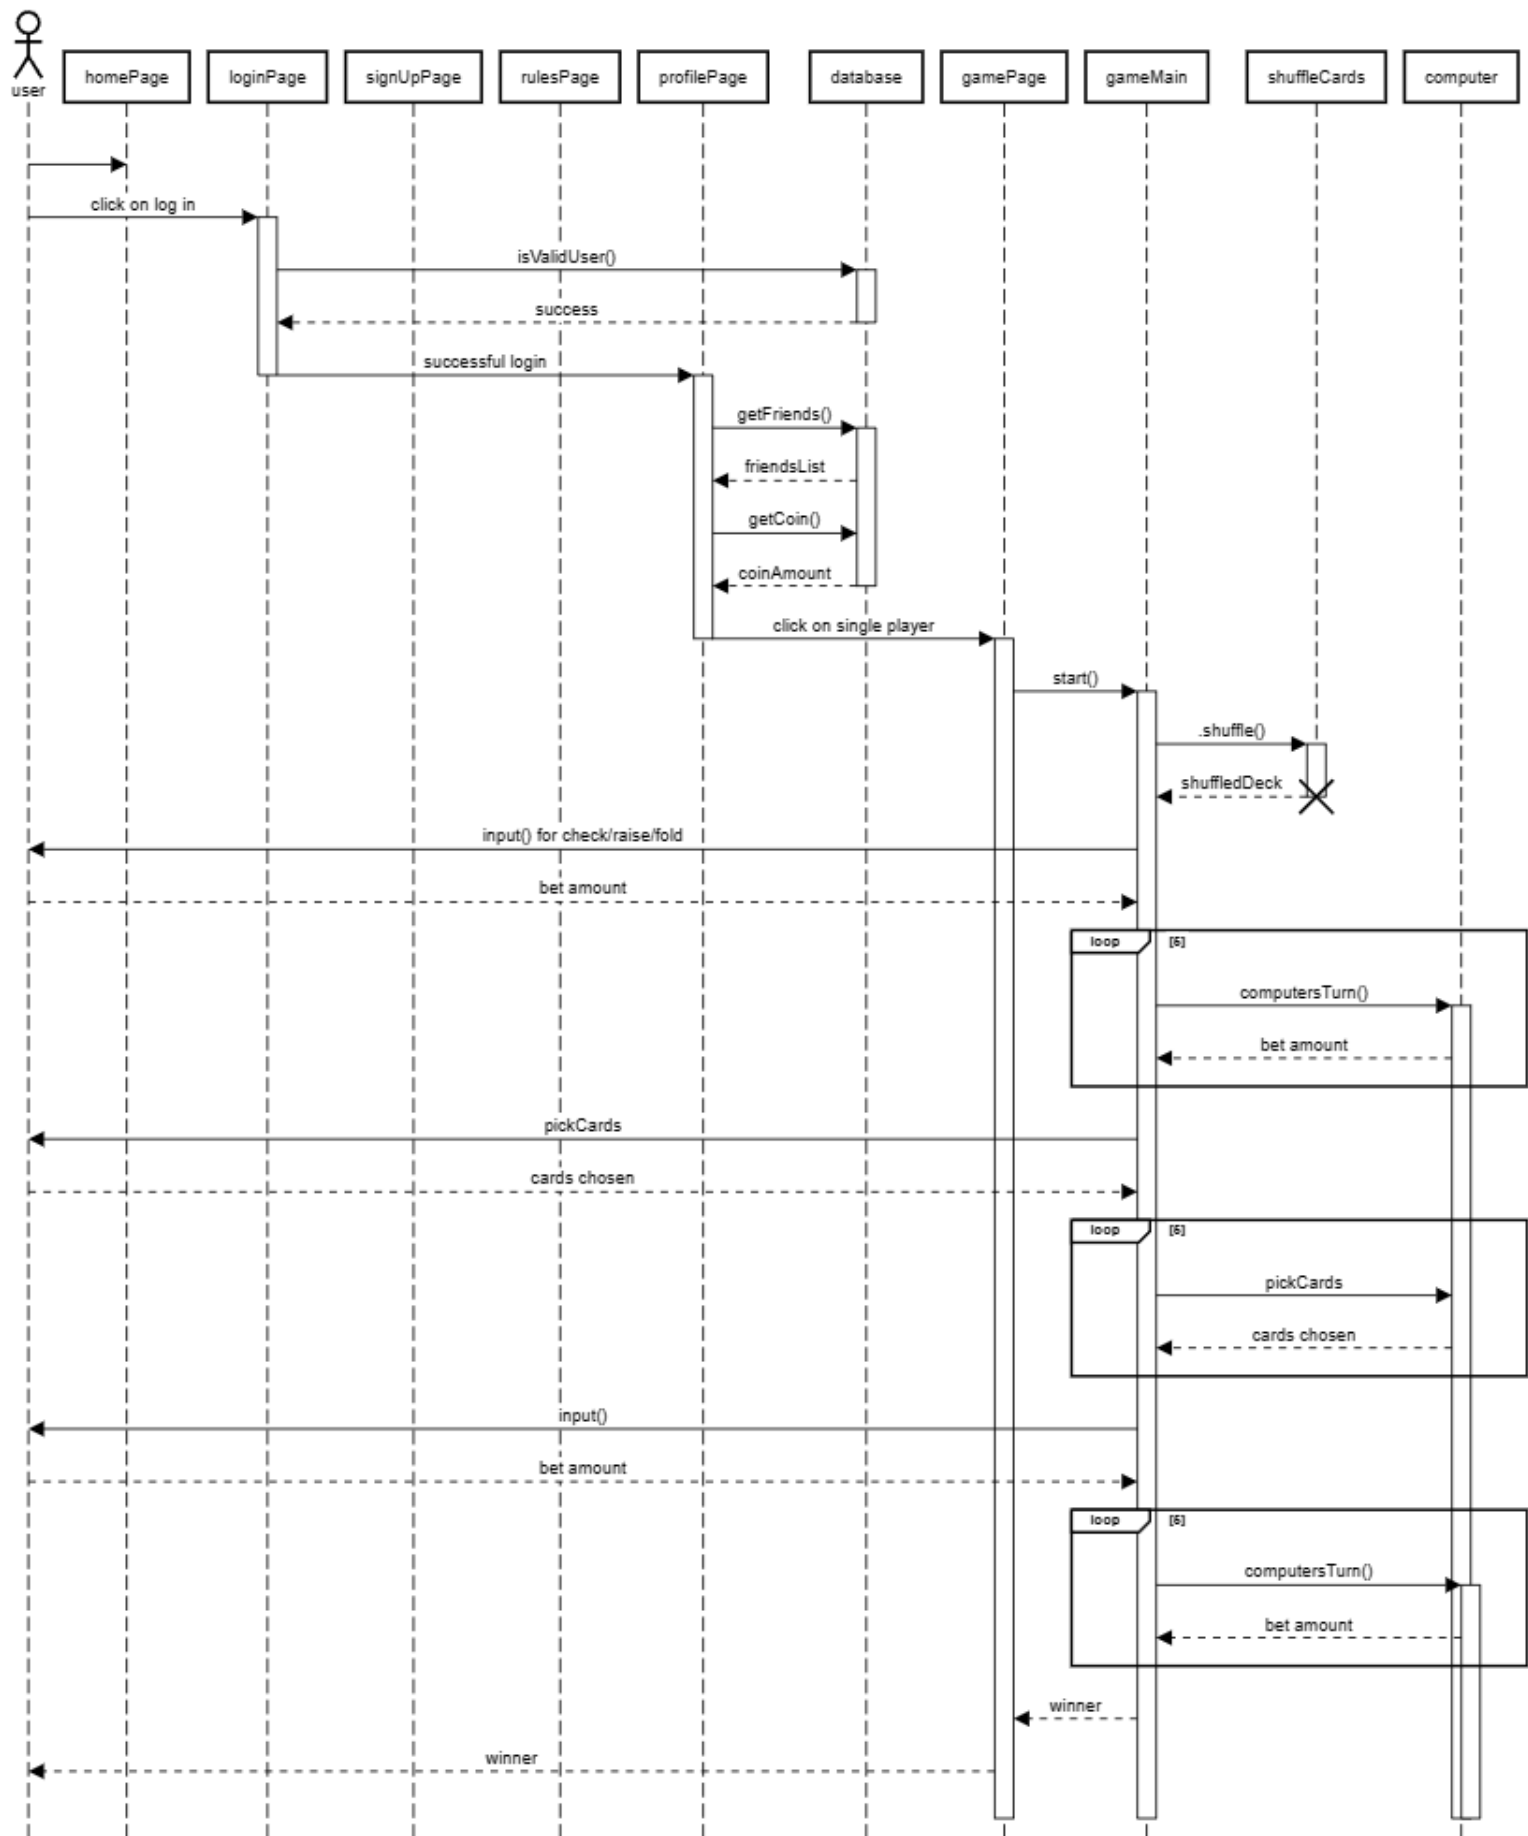 user
homePage
loginPage
signUpPage
rulesPage
profilePage
database
gamePage
gameMain
shuffleCards
computer
click on log in
isValidUser()
success
successful login
getFriends()
friendsList
getCoin()
coinAmount
click on single player
start()
.shuffle()
shuffledDeck
input() for check/raise/fold
bet amount
loop [6]
computersTurn()
bet amount
pickCards
cards chosen
loop [6]
pickCards
cards chosen
input()
bet amount
loop [6]
computersTurn()
bet amount
winner
winner